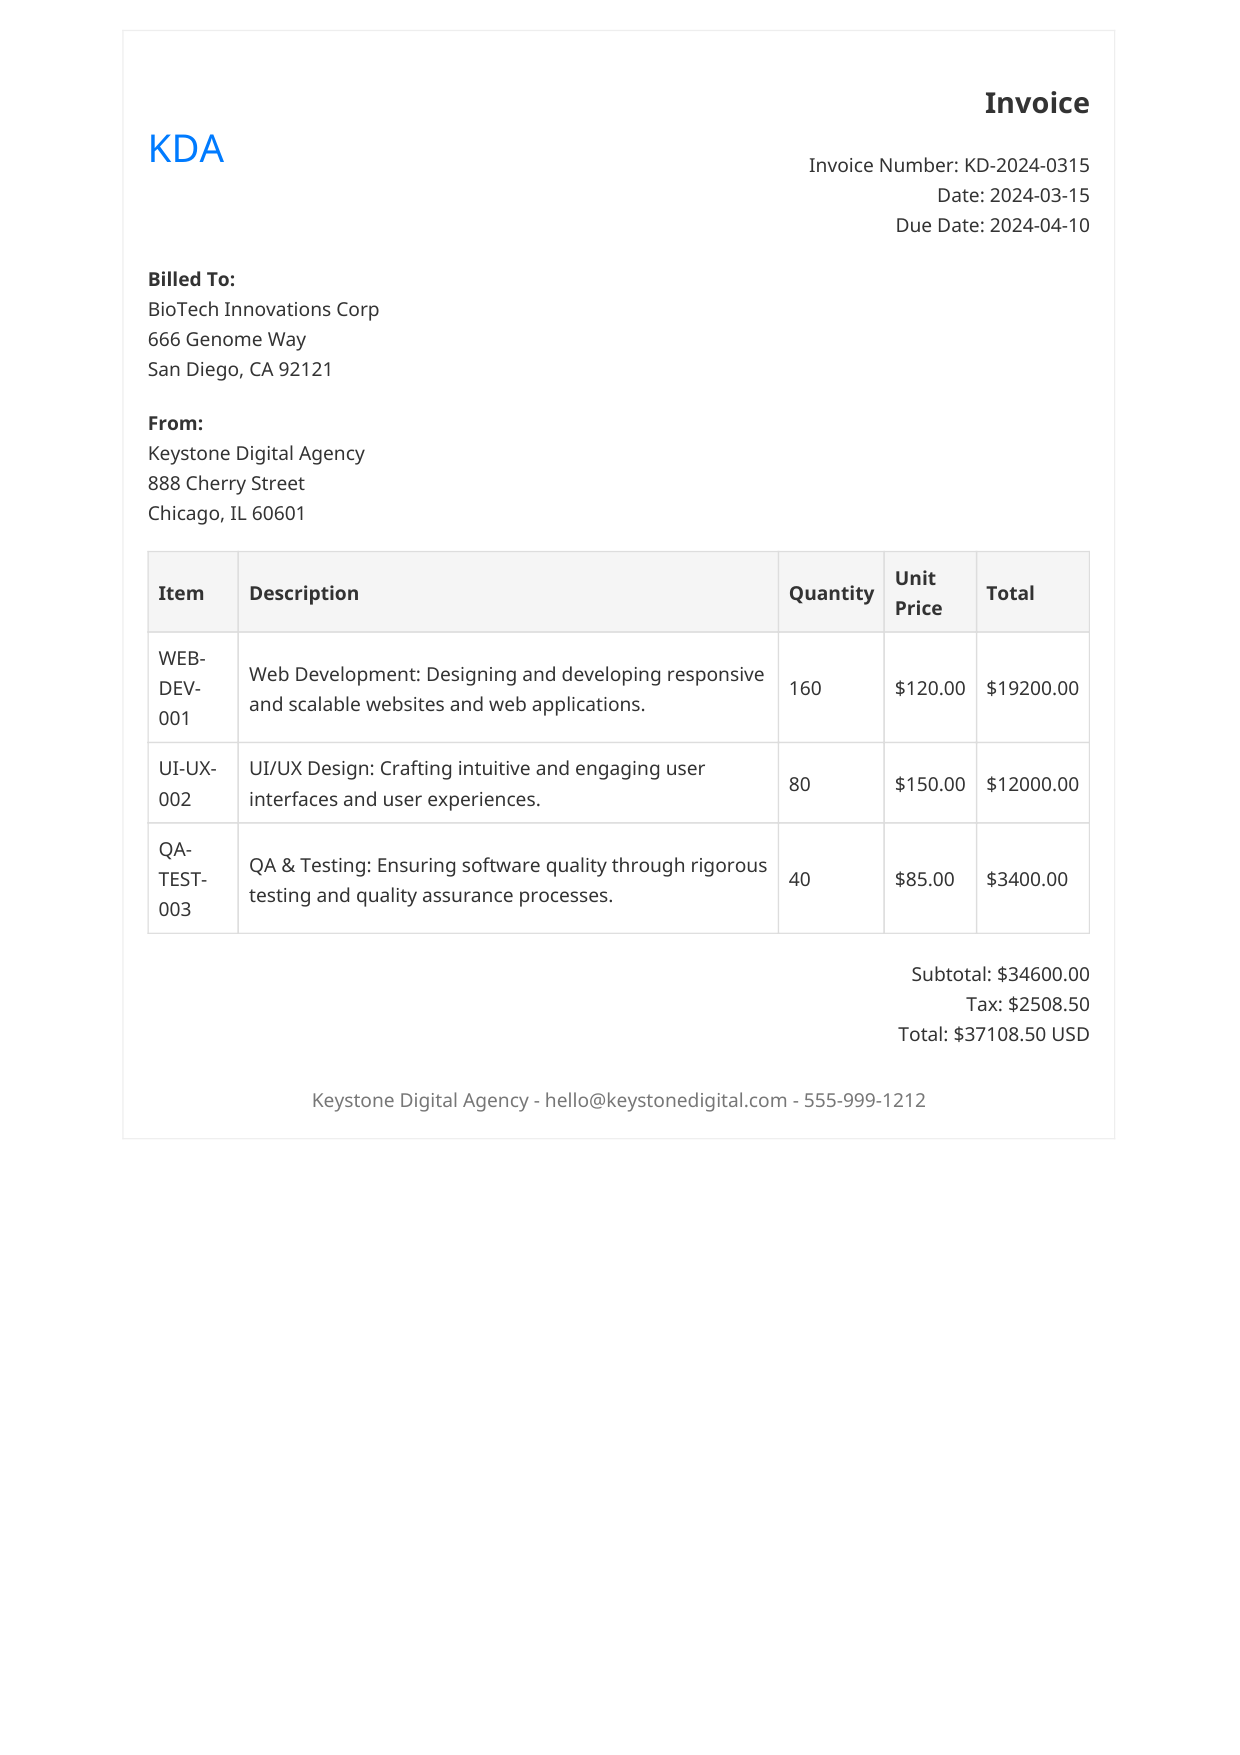 Invoice
KDA
Invoice Number: KD-2024-0315
Date: 2024-03-15
Due Date: 2024-04-10
Billed To:
BioTech Innovations Corp
666 Genome Way
San Diego, CA 92121
From:
Keystone Digital Agency
888 Cherry Street
Chicago, IL 60601
Item Description Quantity Unit Price Total
WEB-DEV-001 Web Development: Designing and developing responsive and scalable websites and web applications. 160 $120.00 $19200.00
UI-UX-002 UI/UX Design: Crafting intuitive and engaging user interfaces and user experiences. 80 $150.00 $12000.00
QA-TEST-003 QA & Testing: Ensuring software quality through rigorous testing and quality assurance processes. 40 $85.00 $3400.00
Subtotal: $34600.00
Tax: $2508.50
Total: $37108.50 USD
Keystone Digital Agency - hello@keystonedigital.com - 555-999-1212